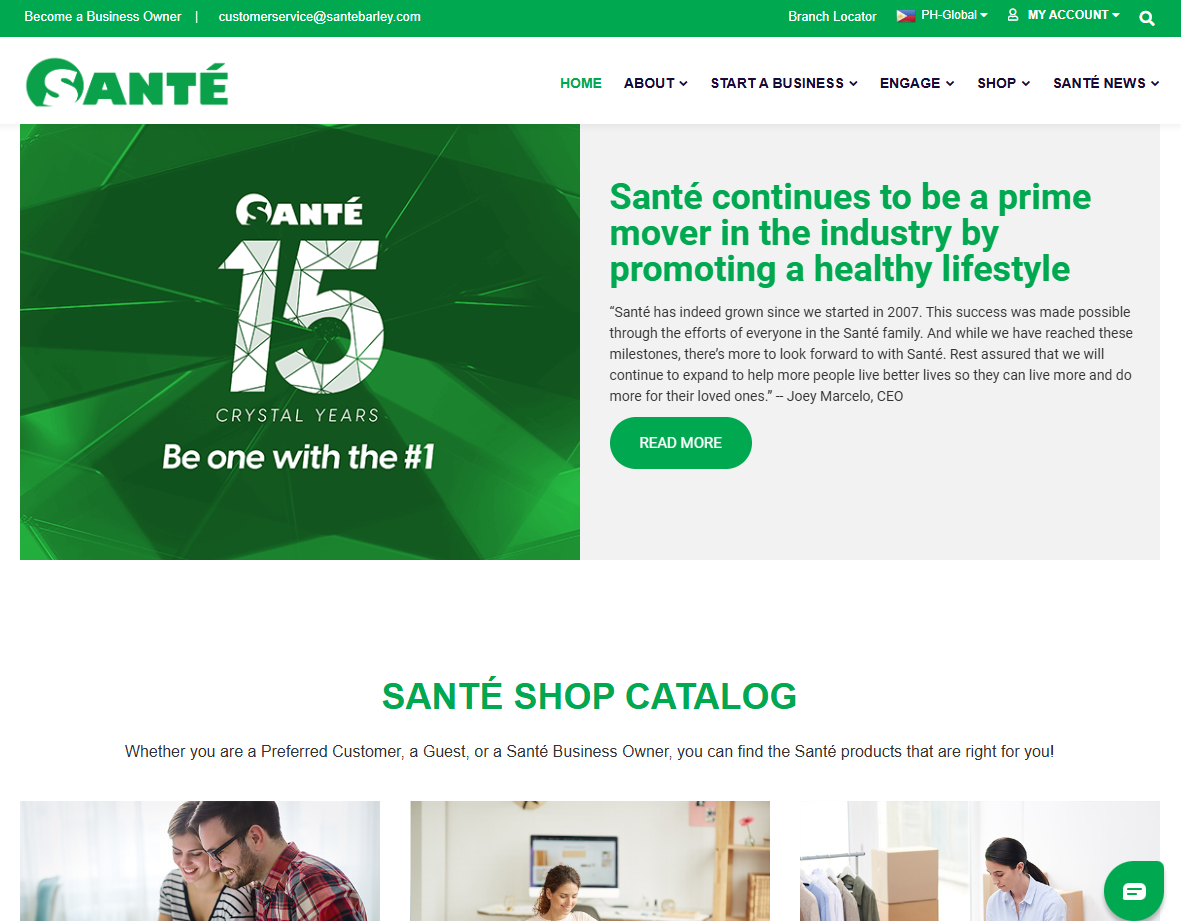 Become a Business Owner | customerservice@santebarley.com Branch Locator PH-Global MY ACCOUNT
SANTÉ HOME ABOUT START A BUSINESS ENGAGE SHOP SANTÉ NEWS
SANTÉ
15
CRYSTAL YEARS
Be one with the #1
Santé continues to be a prime
mover in the industry by
promoting a healthy lifestyle
“Santé has indeed grown since we started in 2007. This success was made possible
through the efforts of everyone in the Santé family. And while we have reached these
milestones, there’s more to look forward to with Santé. Rest assured that we will
continue to expand to help more people live better lives so they can live more and do
more for their loved ones.” – Joey Marcelo, CEO
READ MORE
SANTÉ SHOP CATALOG
Whether you are a Preferred Customer, a Guest, or a Santé Business Owner, you can find the Santé products that are right for you!